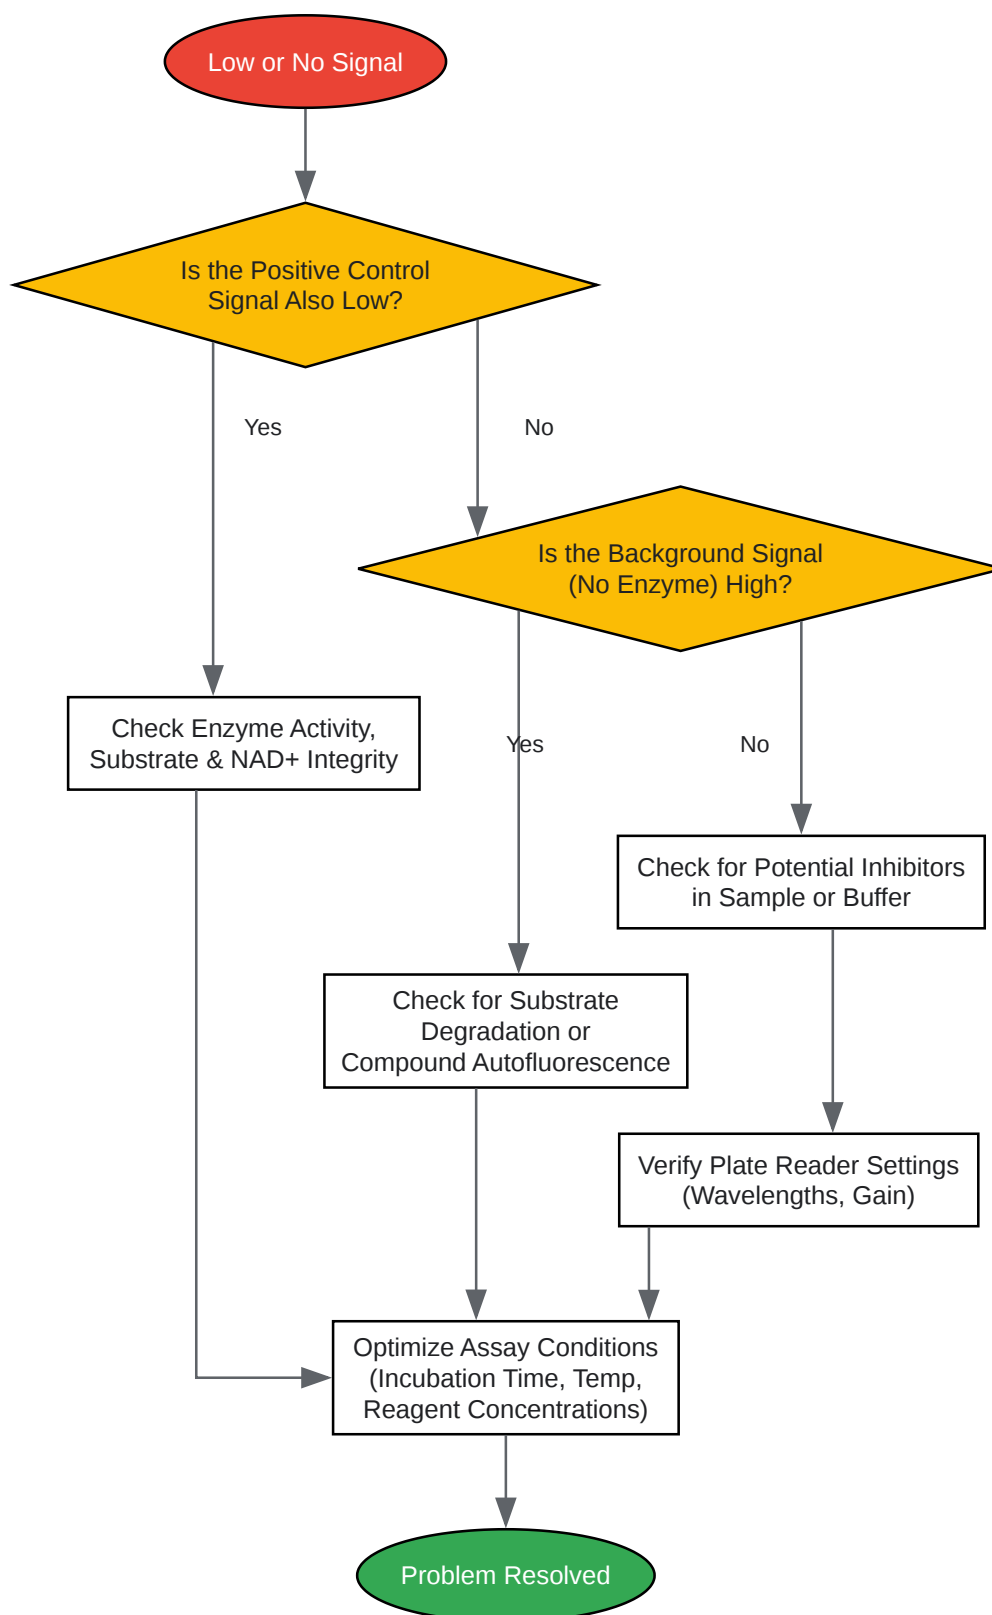 Low or No Signal
Is the Positive Control
Signal Also Low?
Yes
No
Is the Background Signal
(No Enzyme) High?
Check Enzyme Activity,
Substrate & NAD+ Integrity
Yes
No
Check for Potential Inhibitors
in Sample or Buffer
Check for Substrate
Degradation or
Compound Autofluorescence
Verify Plate Reader Settings
(Wavelengths, Gain)
Optimize Assay Conditions
(Incubation Time, Temp,
Reagent Concentrations)
Problem Resolved